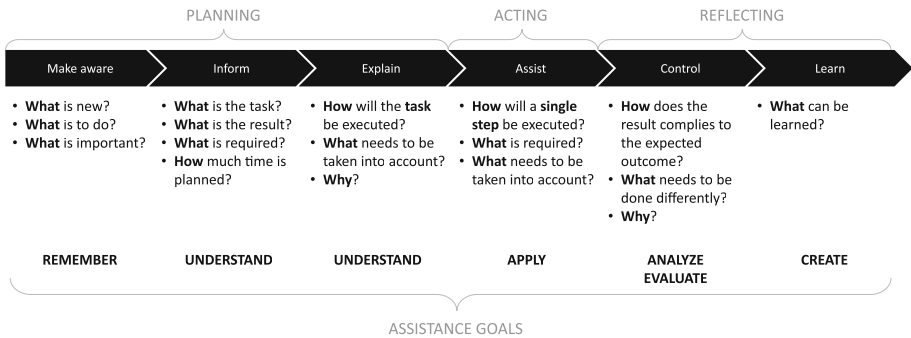 PLANNING
ACTING
REFLECTING
Make aware
Inform
Explain
Assist
Control
Learn
• What is new?
• What is to do?
• What is important?
• What is the task?
• What is the result?
• What is required?
• How much time is
planned?
• How will the task
be executed?
• What needs to be
taken into account?
• Why?
• How will a single
step be executed?
• What is required?
• What needs to be
taken into account?
• How does the
result complies to
the expected
outcome?
• What needs to be
done differently?
• Why?
• What can be
learned?
REMEMBER
UNDERSTAND
UNDERSTAND
APPLY
ANALYZE
EVALUATE
CREATE
ASSISTANCE GOALS